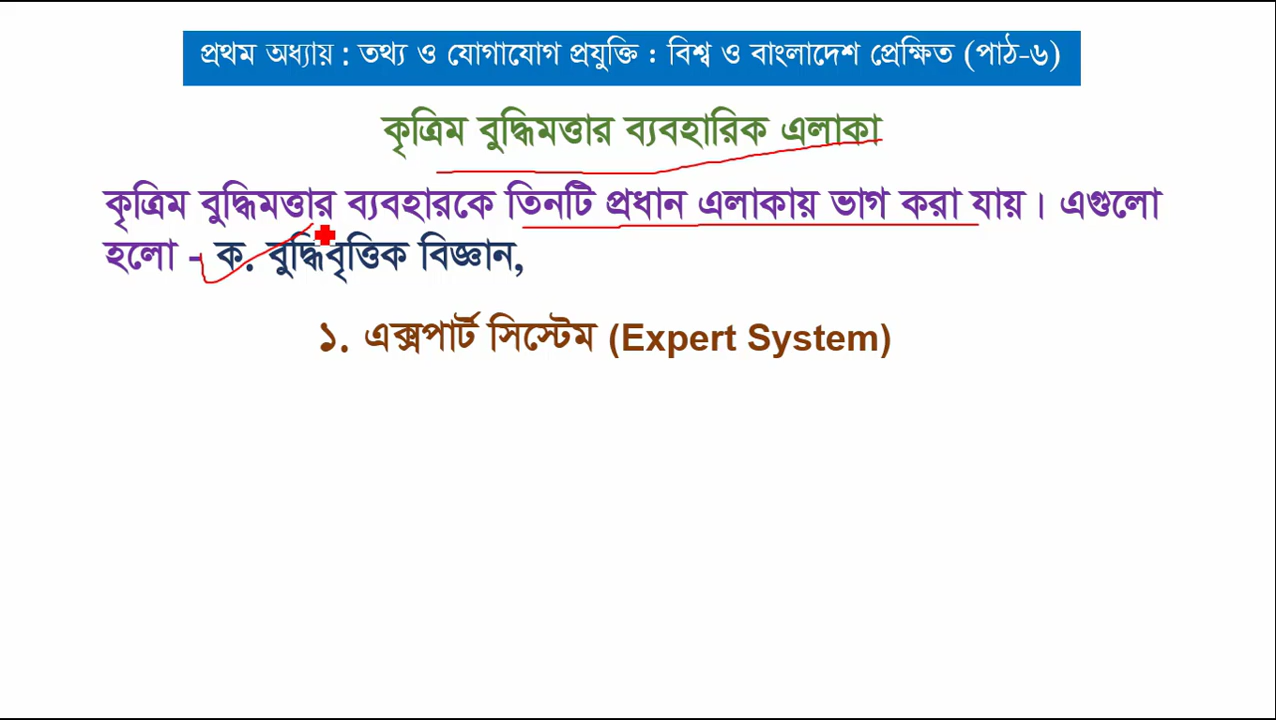 প্রথম অধ্যায় : তথ্য ও যোগাযোগ প্রযুক্তি : বিশ্ব ও বাংলাদেশ প্রেক্ষিত (পাঠ-৬)
কৃত্রিম বুদ্ধিমত্তার ব্যবহারিক এলাকা
কৃত্রিম বুদ্ধিমত্তার ব্যবহারকে তিনটি প্রধান এলাকায় ভাগ করা যায়। এগুলো
হলো - ক. বুদ্ধিবৃত্তিক বিজ্ঞান,
১. এক্সপার্ট সিস্টেম (Expert System)